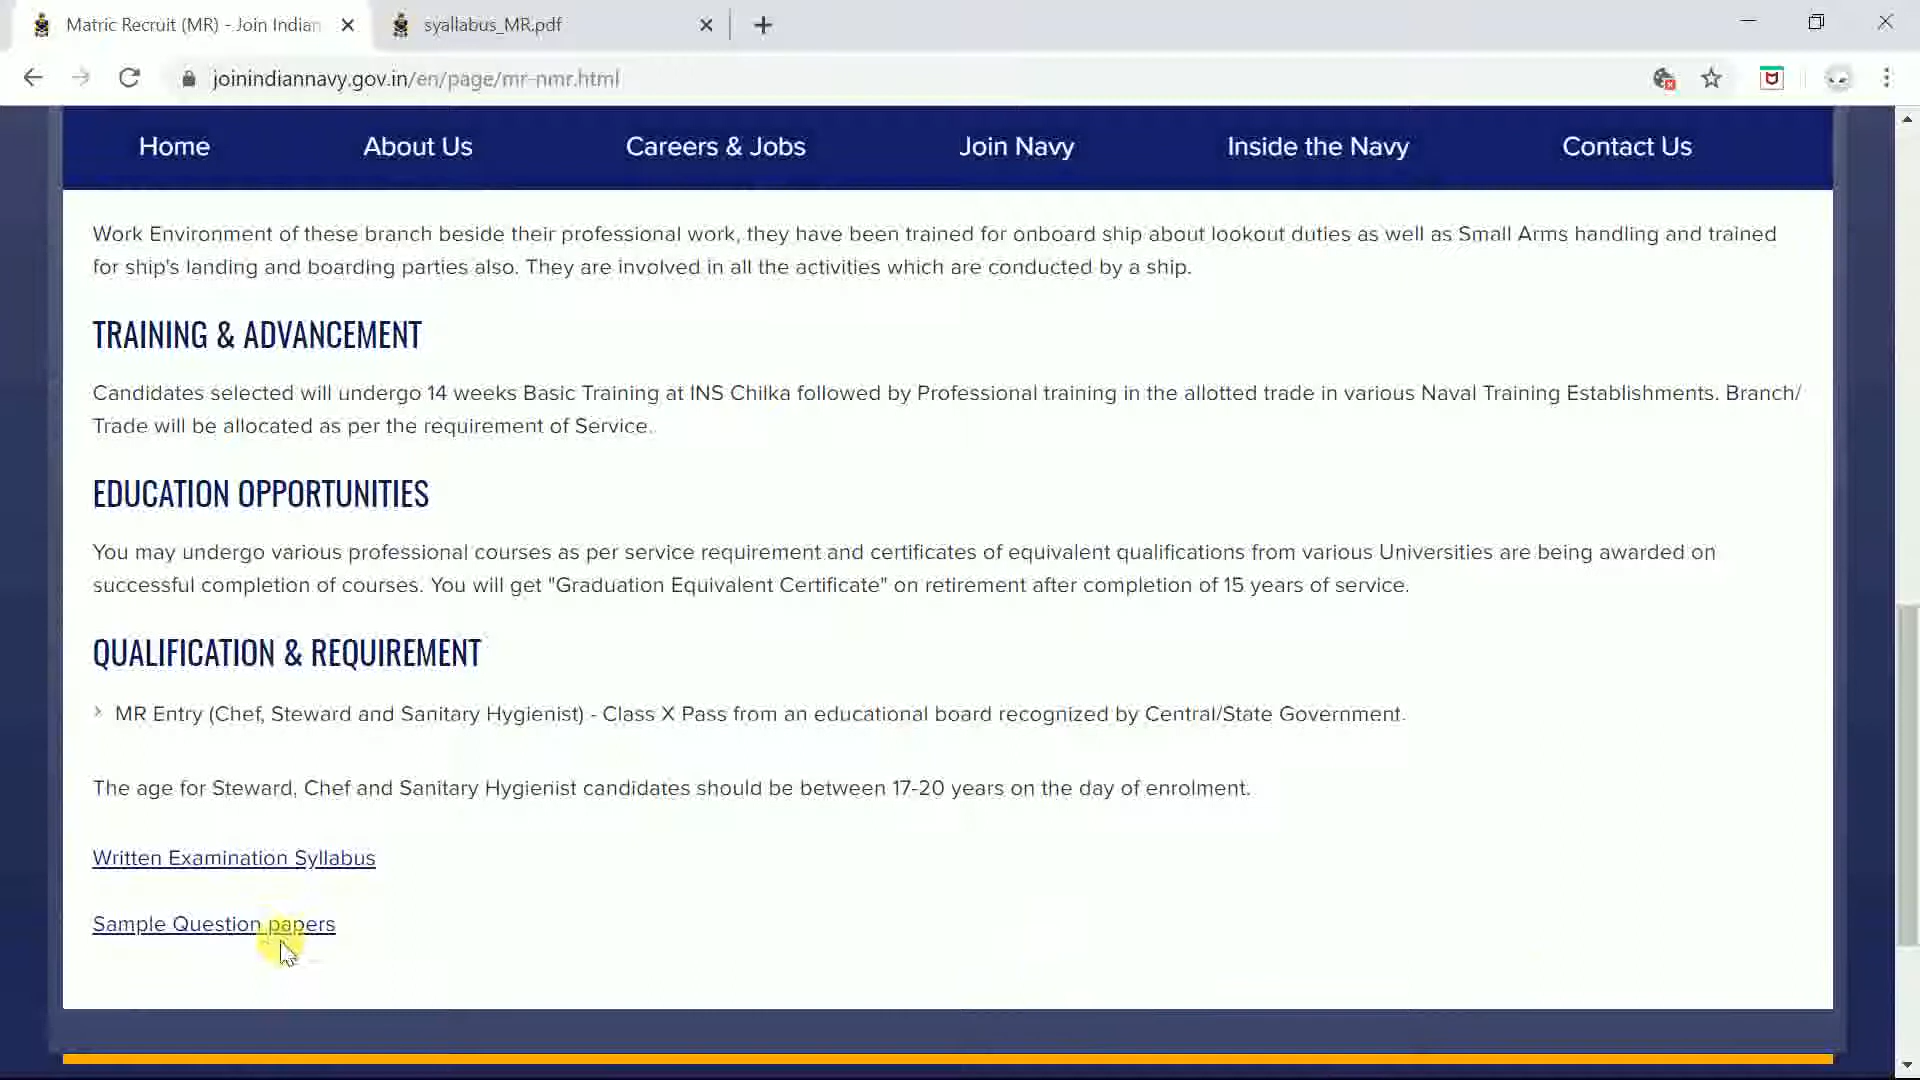 Matric Recruit (MR) - Join Indian
syallabus_MR.pdf
joinindiannavy.gov.in/en/page/mr-nmr.html
Home About Us Careers & Jobs Join Navy Inside the Navy Contact Us
Work Environment of these branch beside their professional work, they have been trained for onboard ship about lookout duties as well as Small Arms handling and trained
for ship's landing and boarding parties also. They are involved in all the activities which are conducted by a ship.
TRAINING & ADVANCEMENT
Candidates selected will undergo 14 weeks Basic Training at INS Chilka followed by Professional training in the allotted trade in various Naval Training Establishments. Branch/
Trade will be allocated as per the requirement of Service.
EDUCATION OPPORTUNITIES
You may undergo various professional courses as per service requirement and certificates of equivalent qualifications from various Universities are being awarded on
successful completion of courses. You will get "Graduation Equivalent Certificate" on retirement after completion of 15 years of service.
QUALIFICATION & REQUIREMENT
MR Entry (Chef, Steward and Sanitary Hygienist) - Class X Pass from an educational board recognized by Central/State Government.
The age for Steward, Chef and Sanitary Hygienist candidates should be between 17-20 years on the day of enrolment.
Written Examination Syllabus
Sample Question papers